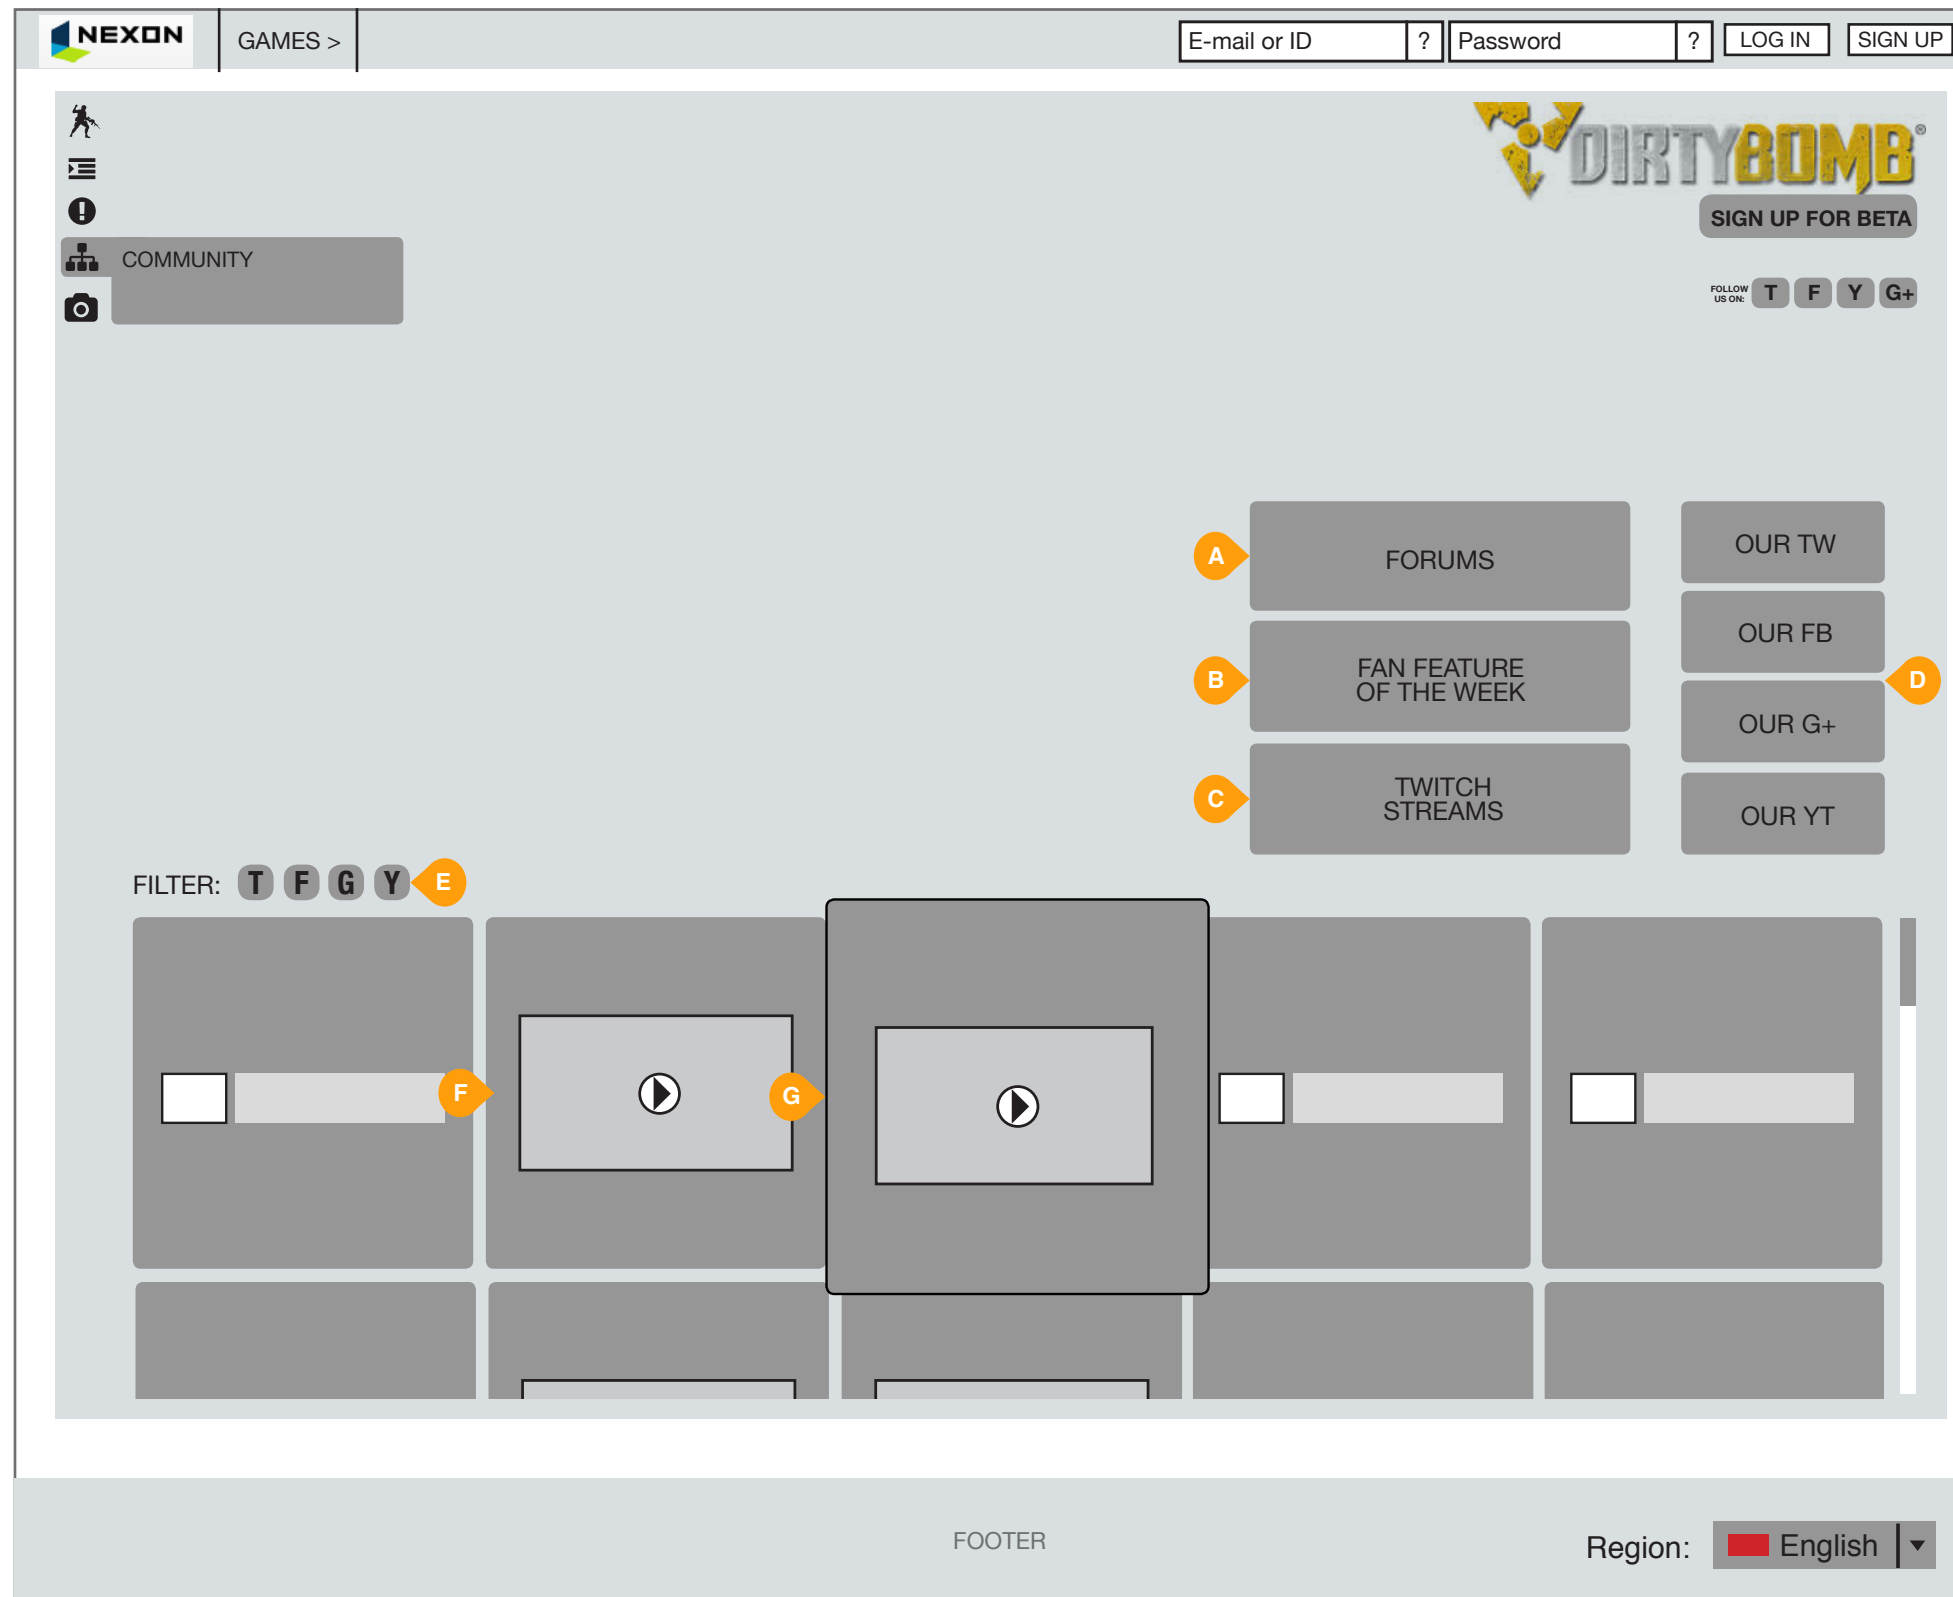 NEXON
GAMES >
E-mail or ID
?
Password
?
LOG IN
SIGN UP
DIRTYBOMB®
SIGN UP FOR BETA
COMMUNITY
FOLLOW
US ON:
T F Y G+
A
FORUMS
OUR TW
OUR FB
B
FAN FEATURE
OF THE WEEK
D
OUR G+
C
TWITCH
STREAMS
OUR YT
FILTER: T F G Y
E
F
G
FOOTER
Region:
English